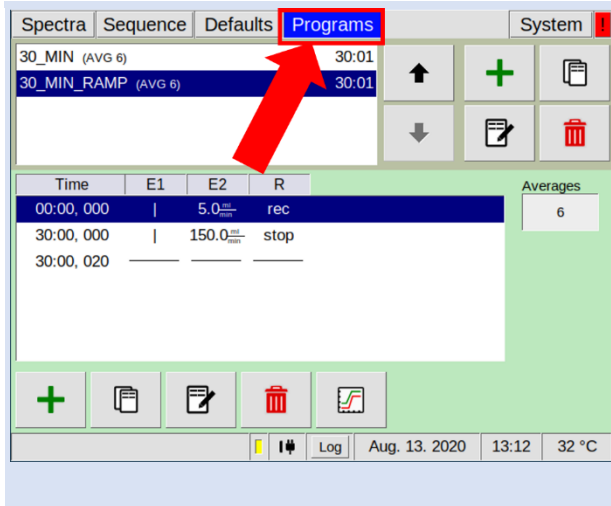 Spectra Sequence Defaults Programs System !
30_MIN (AVG 6) 30:01
30_MIN_RAMP (AVG 6) 30:01
Time E1 E2 R Averages
00:00, 000 | 5.0 ml/min rec 6
30:00, 000 | 150.0 ml/min stop
30:00, 020
Log Aug. 13. 2020 13:12 32 °C